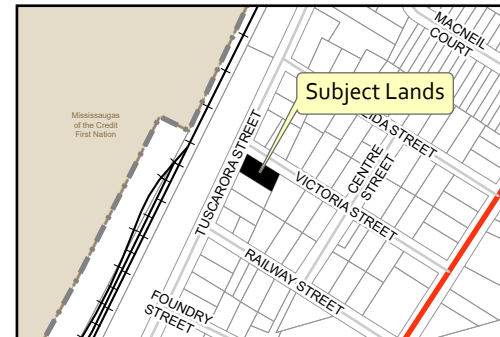 MACNEIL
COURT
Subject Lands
Mississaugas
of the Credit
First Nation
IDA STREET
TUSCARORA STREET
VICTORIA STREET
CENTRE
STREET
RAILWAY STREET
FOUNDRY
STREET